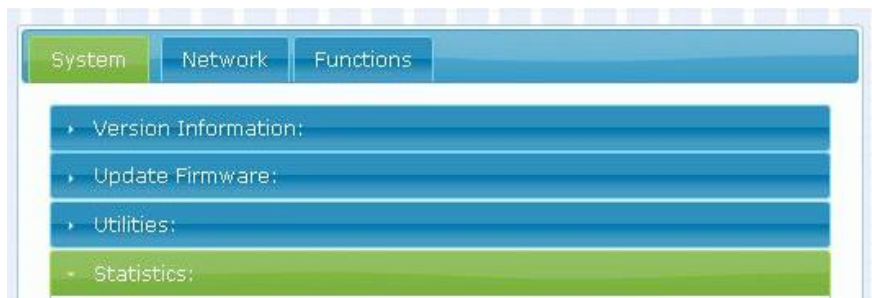 System Network Functions
Version Information:
Update Firmware:
Utilities:
Statistics: